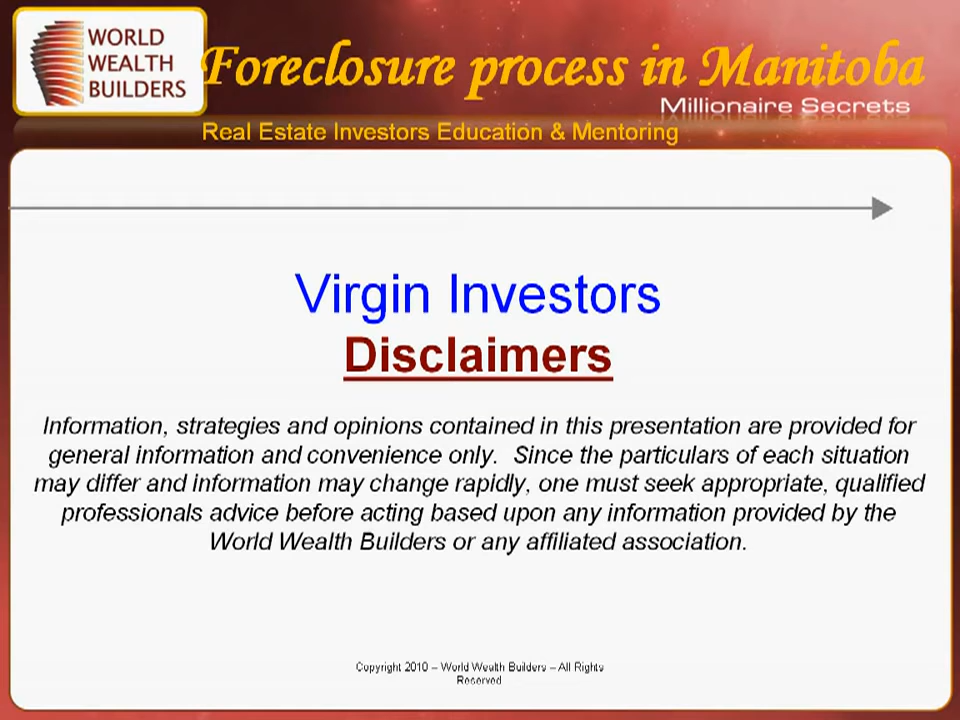 WORLD
WEALTH
BUILDERS
Foreclosure process in Manitoba
Millionaire Secrets
Real Estate Investors Education & Mentoring
Virgin Investors
Disclaimers
Information, strategies and opinions contained in this presentation are provided for
general information and convenience only.  Since the particulars of each situation
may differ and information may change rapidly, one must seek appropriate, qualified
professionals advice before acting based upon any information provided by the
World Wealth Builders or any affiliated association.
Copyright 2010 – World Wealth Builders – All Rights
Reserved